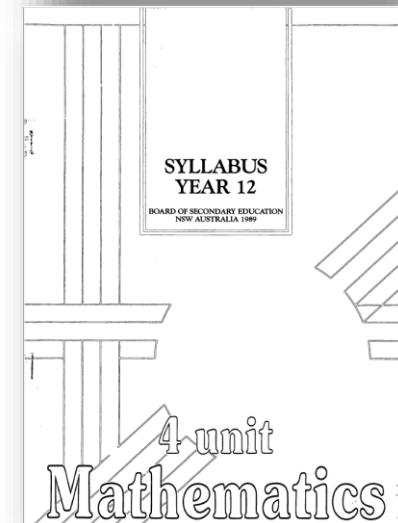 SYLLABUS
YEAR 12
BOARD OF SECONDARY EDUCATION
NSW AUSTRALIA 1989
4 unit
Mathematics